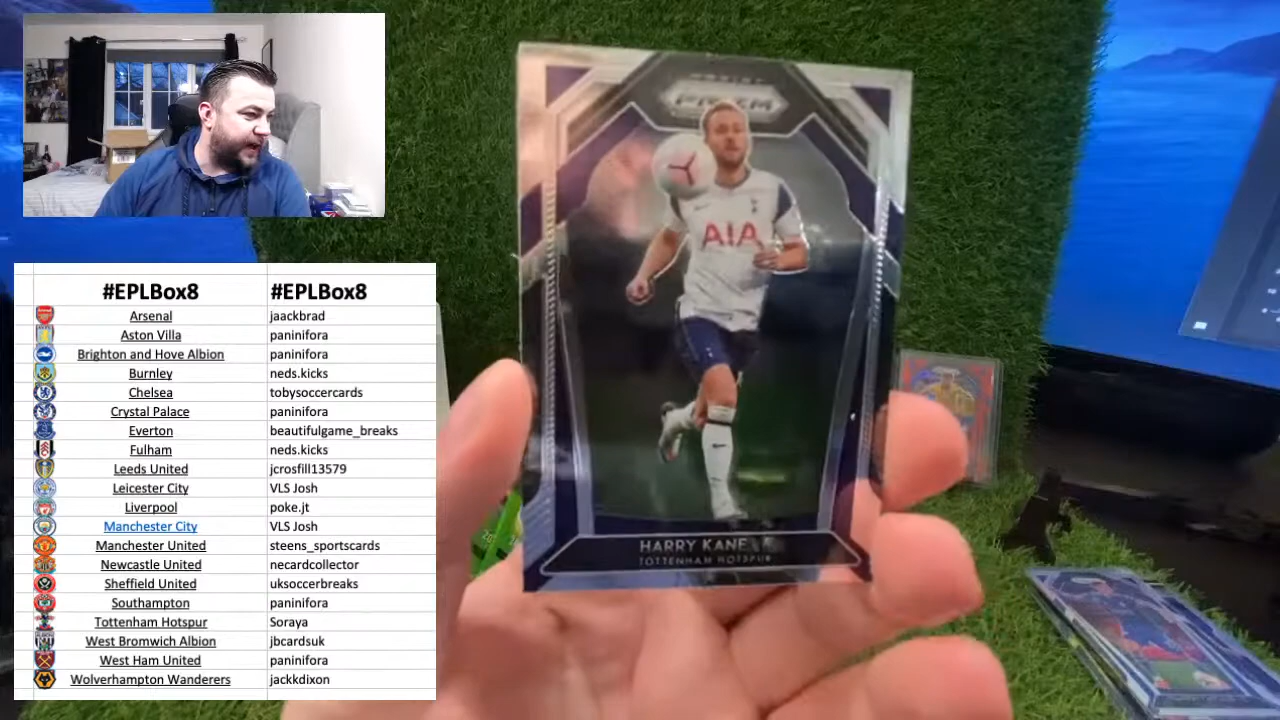 PRIZM
AIA
HARRY KANE
TOTTENHAM HOTSPUR
#EPLBox8 #EPLBox8
Arsenal jaackbrad
Aston Villa paninifora
Brighton and Hove Albion paninifora
Burnley neds.kicks
Chelsea tobysoccercards
Crystal Palace paninifora
Everton beautifulgame_breaks
Fulham neds.kicks
Leeds United jcrosfill13579
Leicester City VLS Josh
Liverpool poke.jt
Manchester City VLS Josh
Manchester United steens_sportscards
Newcastle United necardcollector
Sheffield United uksoccerbreaks
Southampton paninifora
Tottenham Hotspur Soraya
West Bromwich Albion jbcardsuk
West Ham United paninifora
Wolverhampton Wanderers jackkdixon